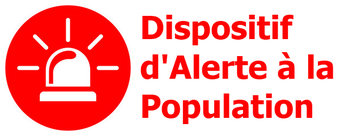 Dispositif
d'Alerte à la
Population